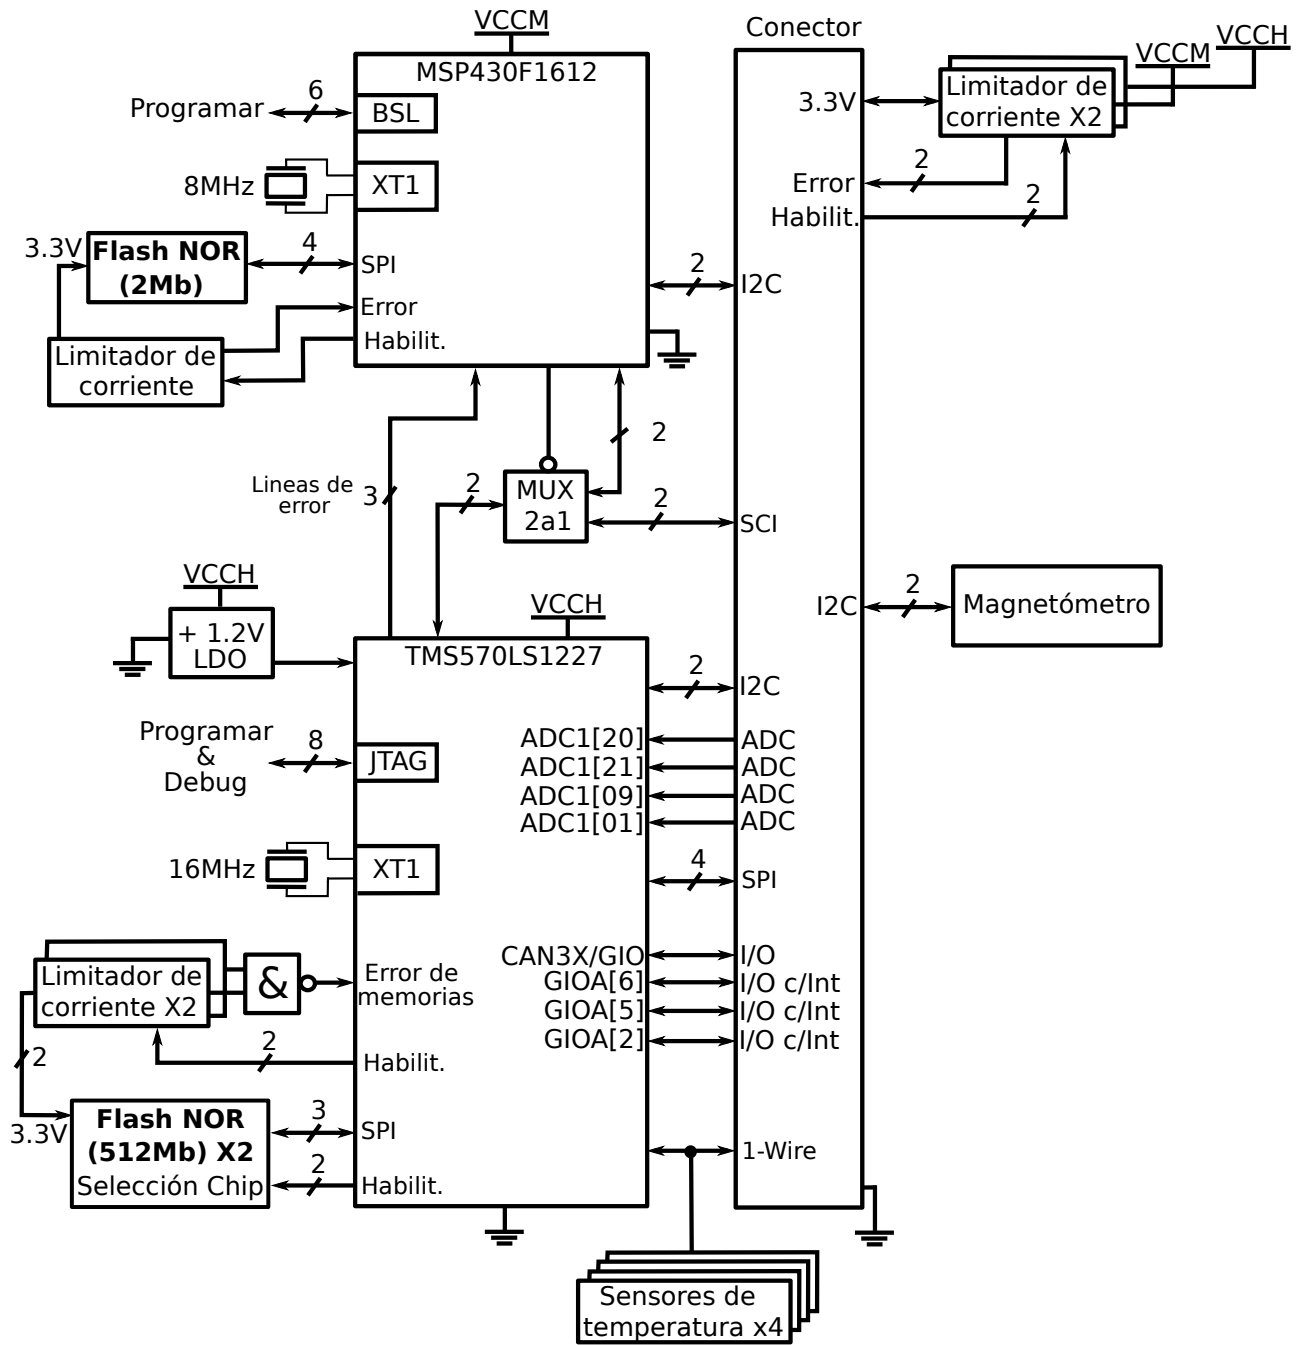 VCCM
Conector
VCCH
VCCM
MSP430F1612
Limitador de
corriente X2
3.3V
Programar
6
BSL
8MHz
XT1
2
Error
2
Habilit.
3.3V
Flash NOR
(2Mb)
4
SPI
2
I2C
Error
Habilit.
Limitador de
corriente
2
Lineas de
error
3
2
MUX
2a1
2
SCI
VCCH
+ 1.2V
LDO
VCCH
I2C
2
Magnetómetro
TMS570LS1227
2
I2C
Programar
&
Debug
8
JTAG
ADC1[20]
ADC
ADC1[21]
ADC
ADC1[09]
ADC
ADC1[01]
ADC
16MHz
XT1
4
SPI
CAN3X/GIO
I/O
GIOA[6]
I/O c/Int
GIOA[5]
I/O c/Int
GIOA[2]
I/O c/Int
Limitador de
corriente X2
&
Error de
memorias
2
2
Habilit.
3.3V
Flash NOR
(512Mb) X2
Selección Chip
3
SPI
2
Habilit.
1-Wire
Sensores de
temperatura x4